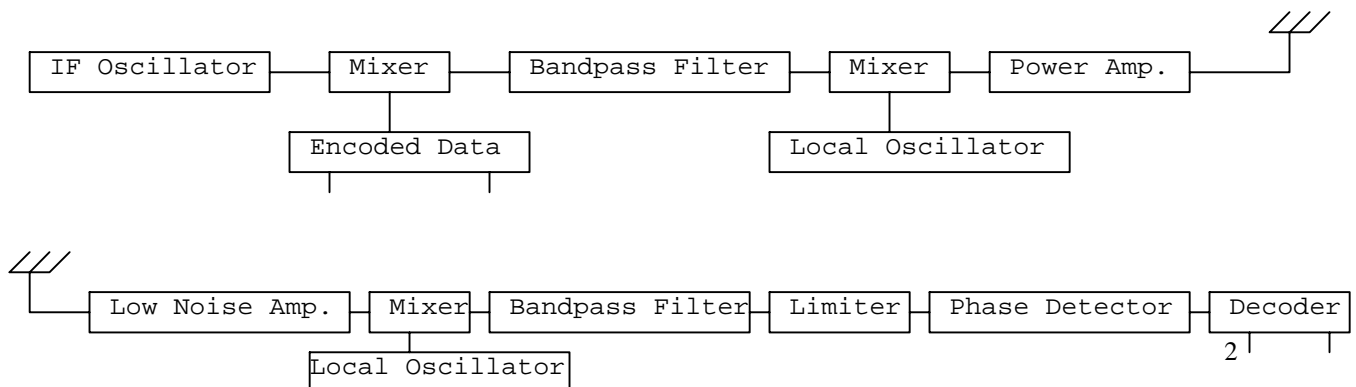 IF Oscillator Mixer Bandpass Filter Mixer Power Amp.
Encoded Data Local Oscillator
Low Noise Amp. Mixer Bandpass Filter Limiter Phase Detector Decoder
2
Local Oscillator